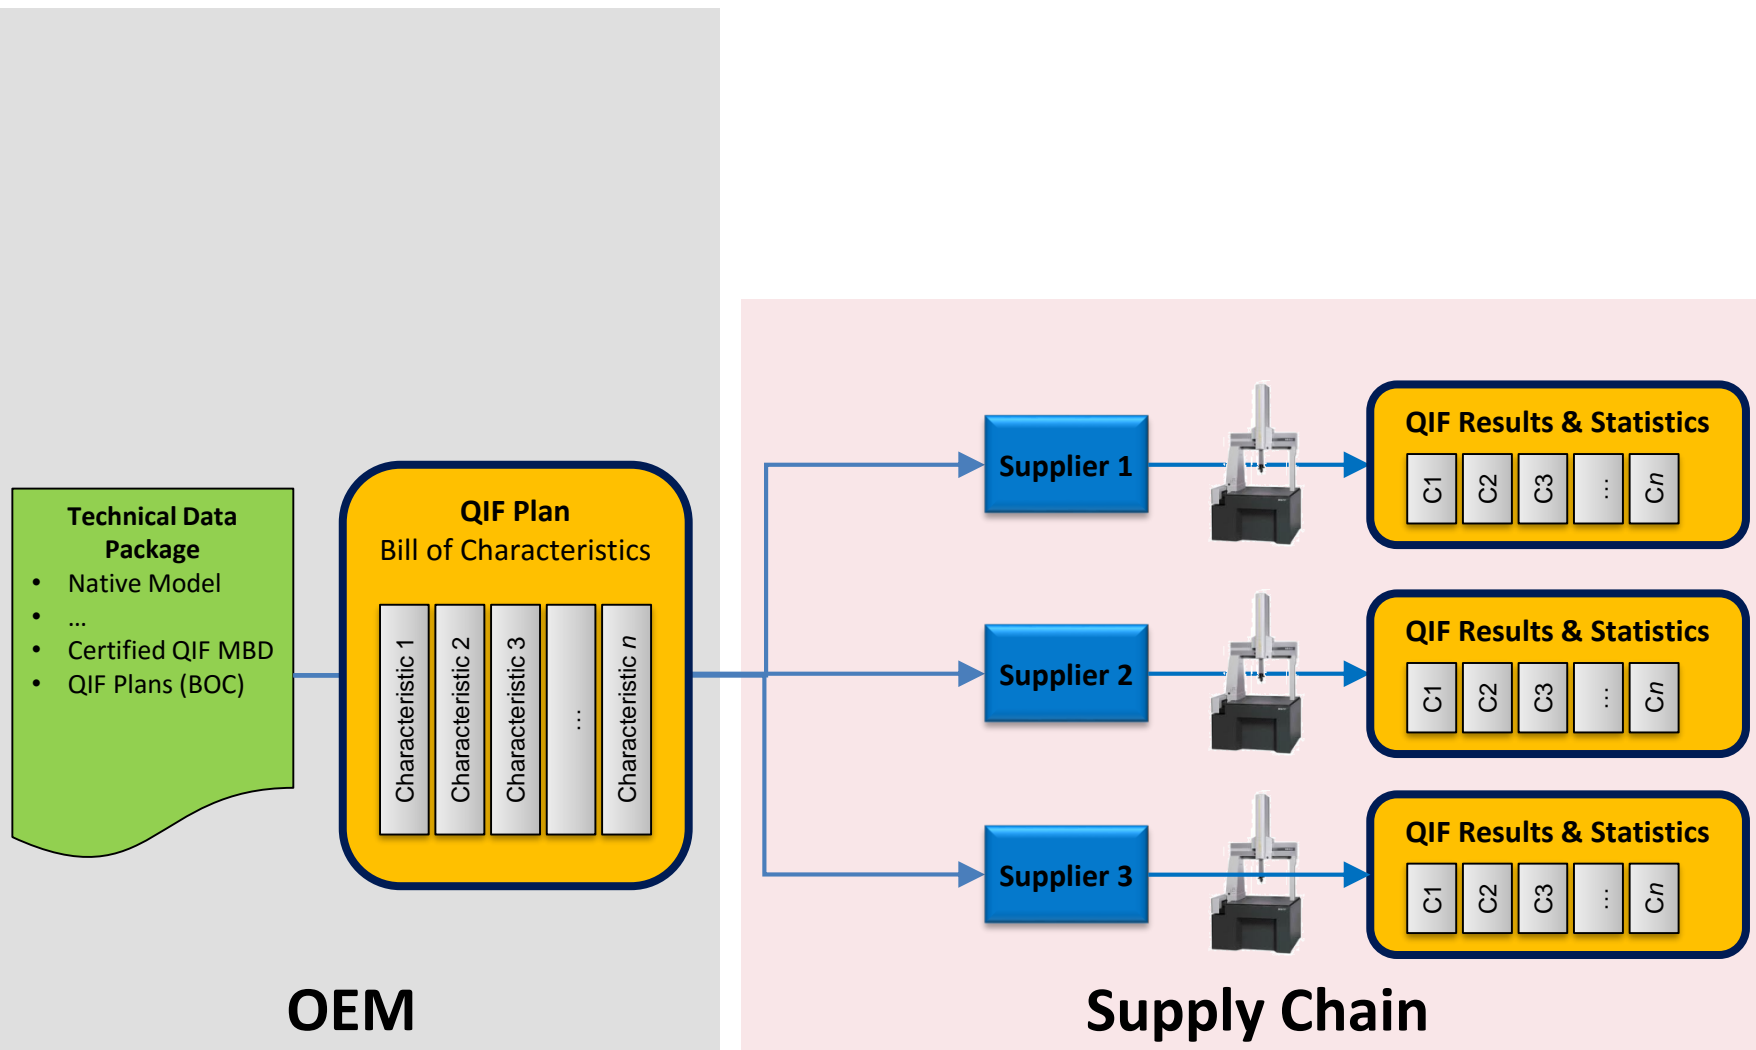 Technical Data
Package
• Native Model
• ...
• Certified QIF MBD
• QIF Plans (BOC)
QIF Plan
Bill of Characteristics
Characteristic 1
Characteristic 2
Characteristic 3
...
Characteristic n
OEM
Supplier 1
QIF Results & Statistics
C1
C2
C3
...
Cn
Supplier 2
QIF Results & Statistics
C1
C2
C3
...
Cn
Supplier 3
QIF Results & Statistics
C1
C2
C3
...
Cn
Supply Chain